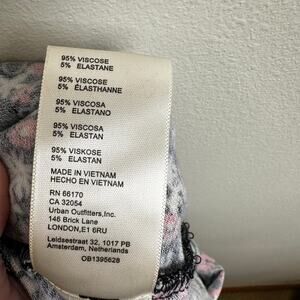 95% VISCOSE
5% ELASTANE
95% VISCOSE
5% ÉLASTHANNE
95% VISCOSA
5% ELASTANO
95% VISCOSA
5% ELASTAN
95% VISKOSE
5% ELASTAN
MADE IN VIETNAM
HECHO EN VIETNAM
RN 66170
CA 32054
Urban Outfitters,Inc.
146 Brick Lane
LONDON,E1 6RU
Leidsestraat 32, 1017 PB
Amsterdam, Netherlands
OB1395628